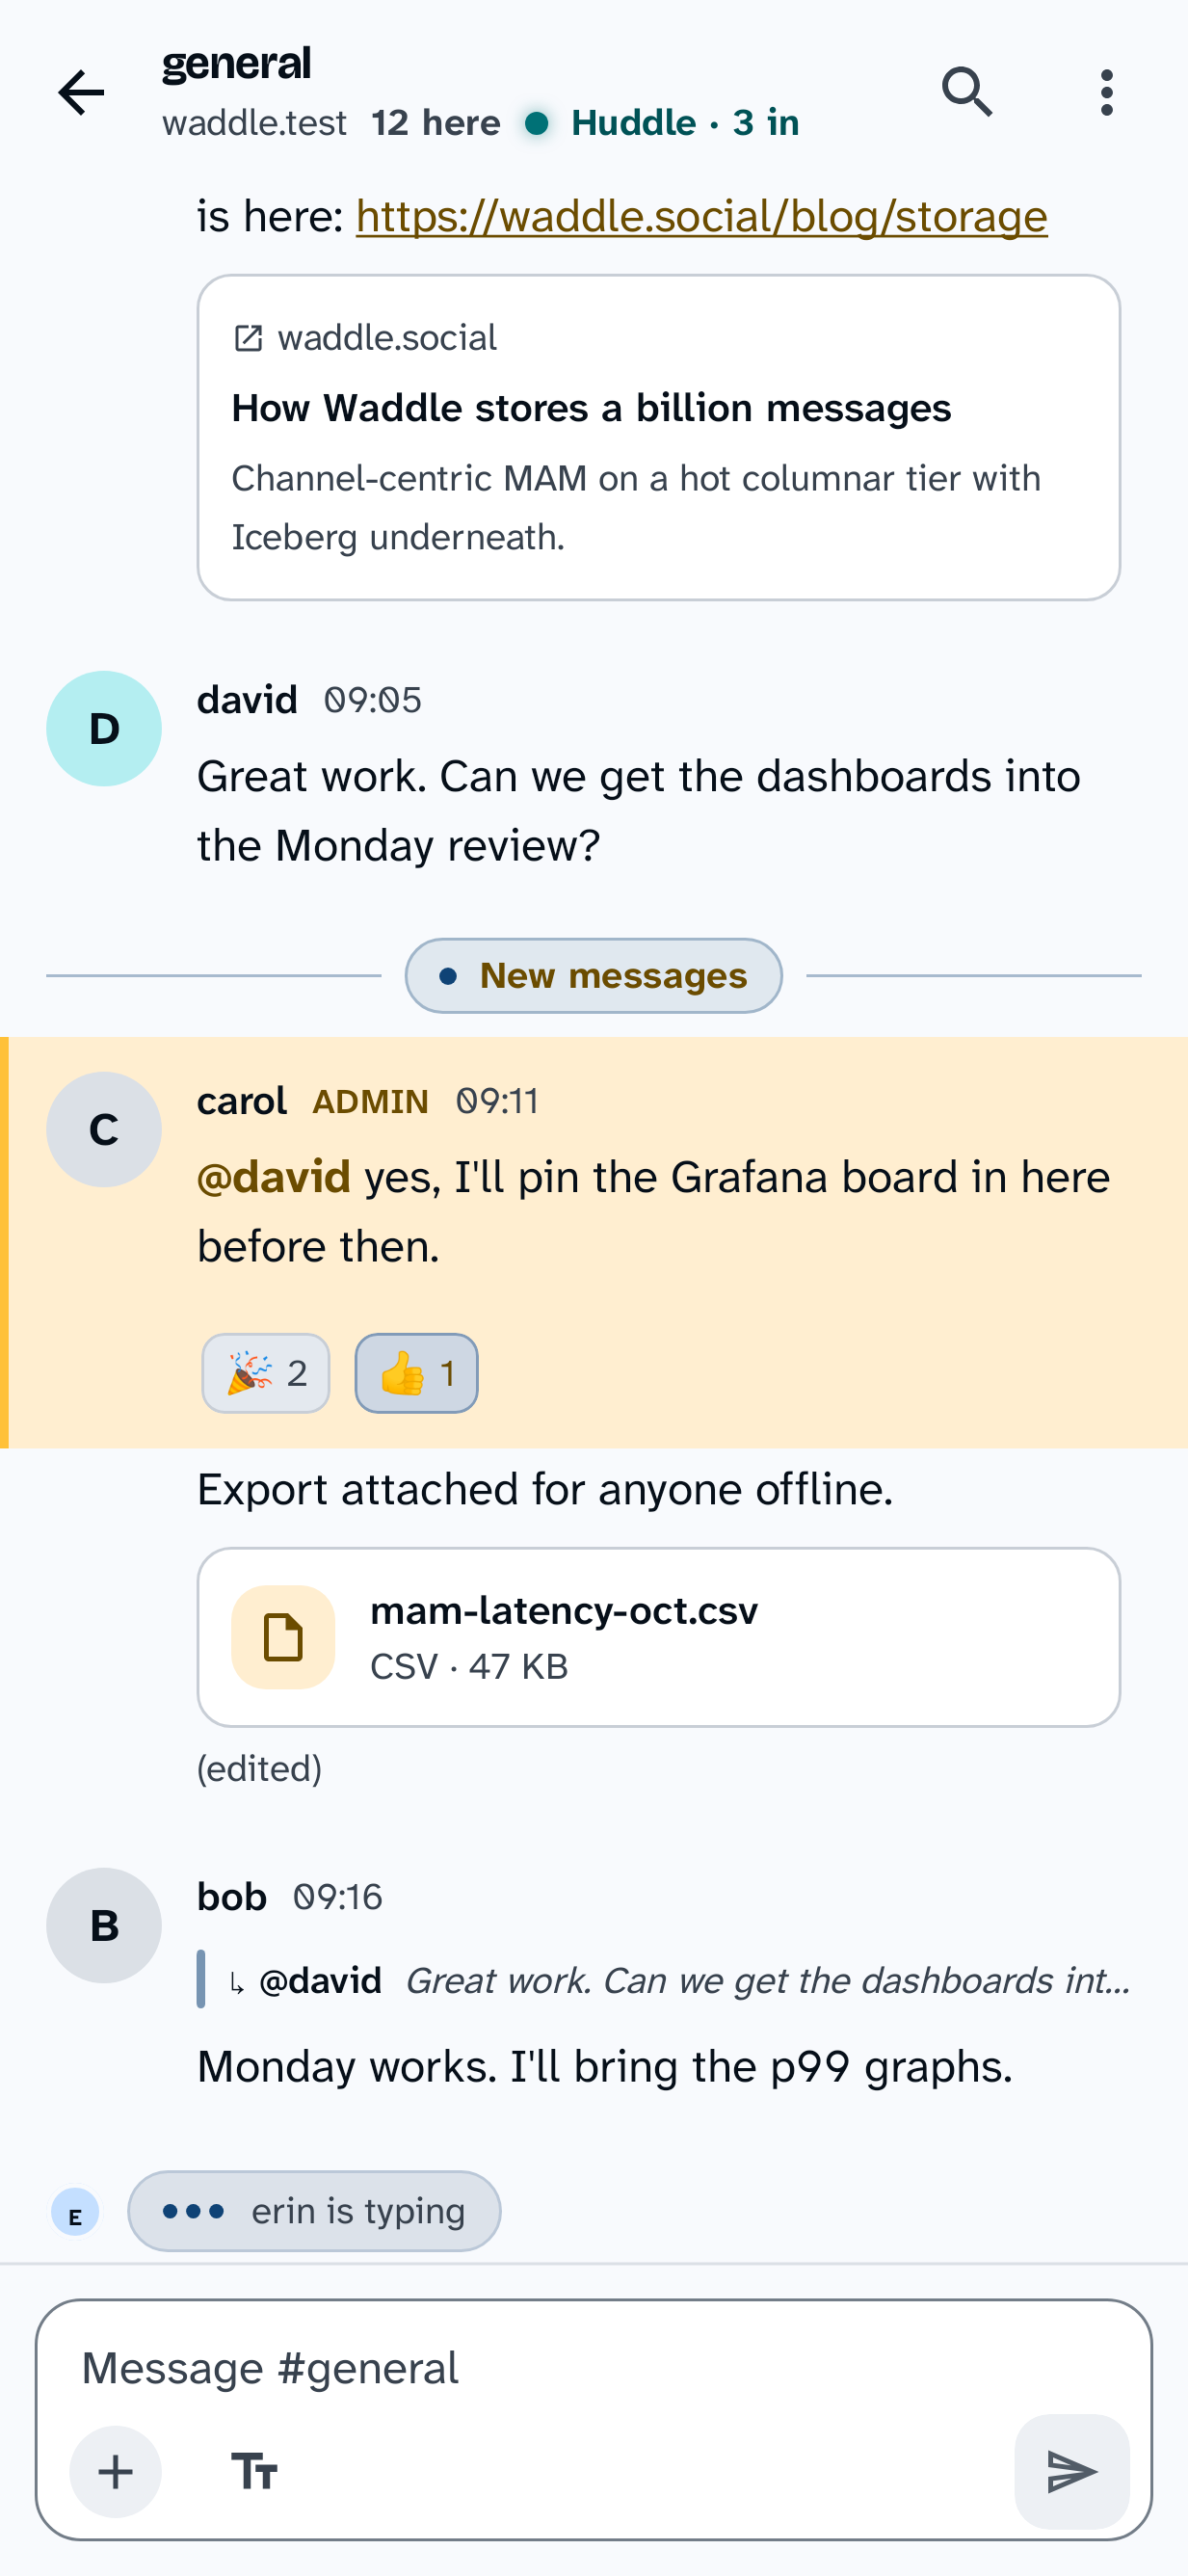 general
waddle.test 12 here Huddle · 3 in
is here: https://waddle.social/blog/storage
waddle.social
How Waddle stores a billion messages
Channel-centric MAM on a hot columnar tier with
Iceberg underneath.
D
david 09:05
Great work. Can we get the dashboards into
the Monday review?
New messages
C
carol ADMIN 09:11
@david yes, I'll pin the Grafana board in here
before then.
🎉 2 👍 1
Export attached for anyone offline.
mam-latency-oct.csv
CSV · 47 KB
(edited)
B
bob 09:16
↳ @david Great work. Can we get the dashboards int...
Monday works. I'll bring the p99 graphs.
E
erin is typing
Message #general